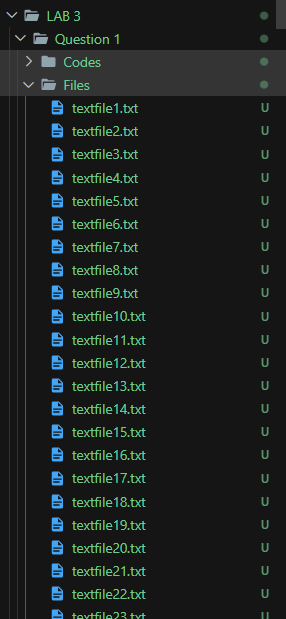 LAB 3
Question 1
Codes
Files
textfile1.txt U
textfile2.txt U
textfile3.txt U
textfile4.txt U
textfile5.txt U
textfile6.txt U
textfile7.txt U
textfile8.txt U
textfile9.txt U
textfile10.txt U
textfile11.txt U
textfile12.txt U
textfile13.txt U
textfile14.txt U
textfile15.txt U
textfile16.txt U
textfile17.txt U
textfile18.txt U
textfile19.txt U
textfile20.txt U
textfile21.txt U
textfile22.txt U
textfile23.txt U